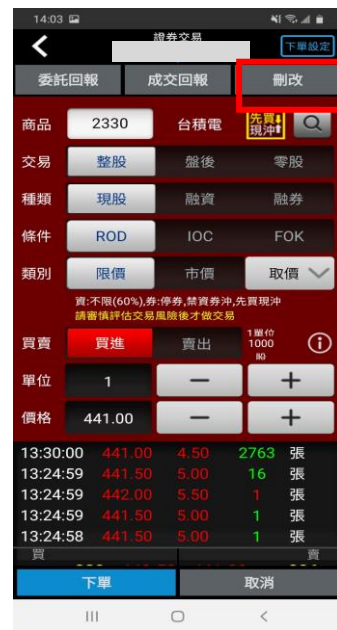 14:03
證券交易
下單設定
委託回報 成交回報 刪改
商品 2330 台積電 先買↓現沖↑
交易 整股 盤後 零股
種類 現股 融資 融券
條件 ROD IOC FOK
類別 限價 市價 取價
資:不限(60%),券:停券,禁資券沖,先買現沖
請審慎評估交易風險後才做交易
買賣 買進 賣出 1單位 1000 股
單位 1 — +
價格 441.00 — +
13:30:00 441.00 4.50 2763 張
13:24:59 441.50 5.00 16 張
13:24:59 442.00 5.50 1 張
13:24:59 441.50 5.00 1 張
13:24:58 441.50 5.00 1 張
買 賣
下單 取消